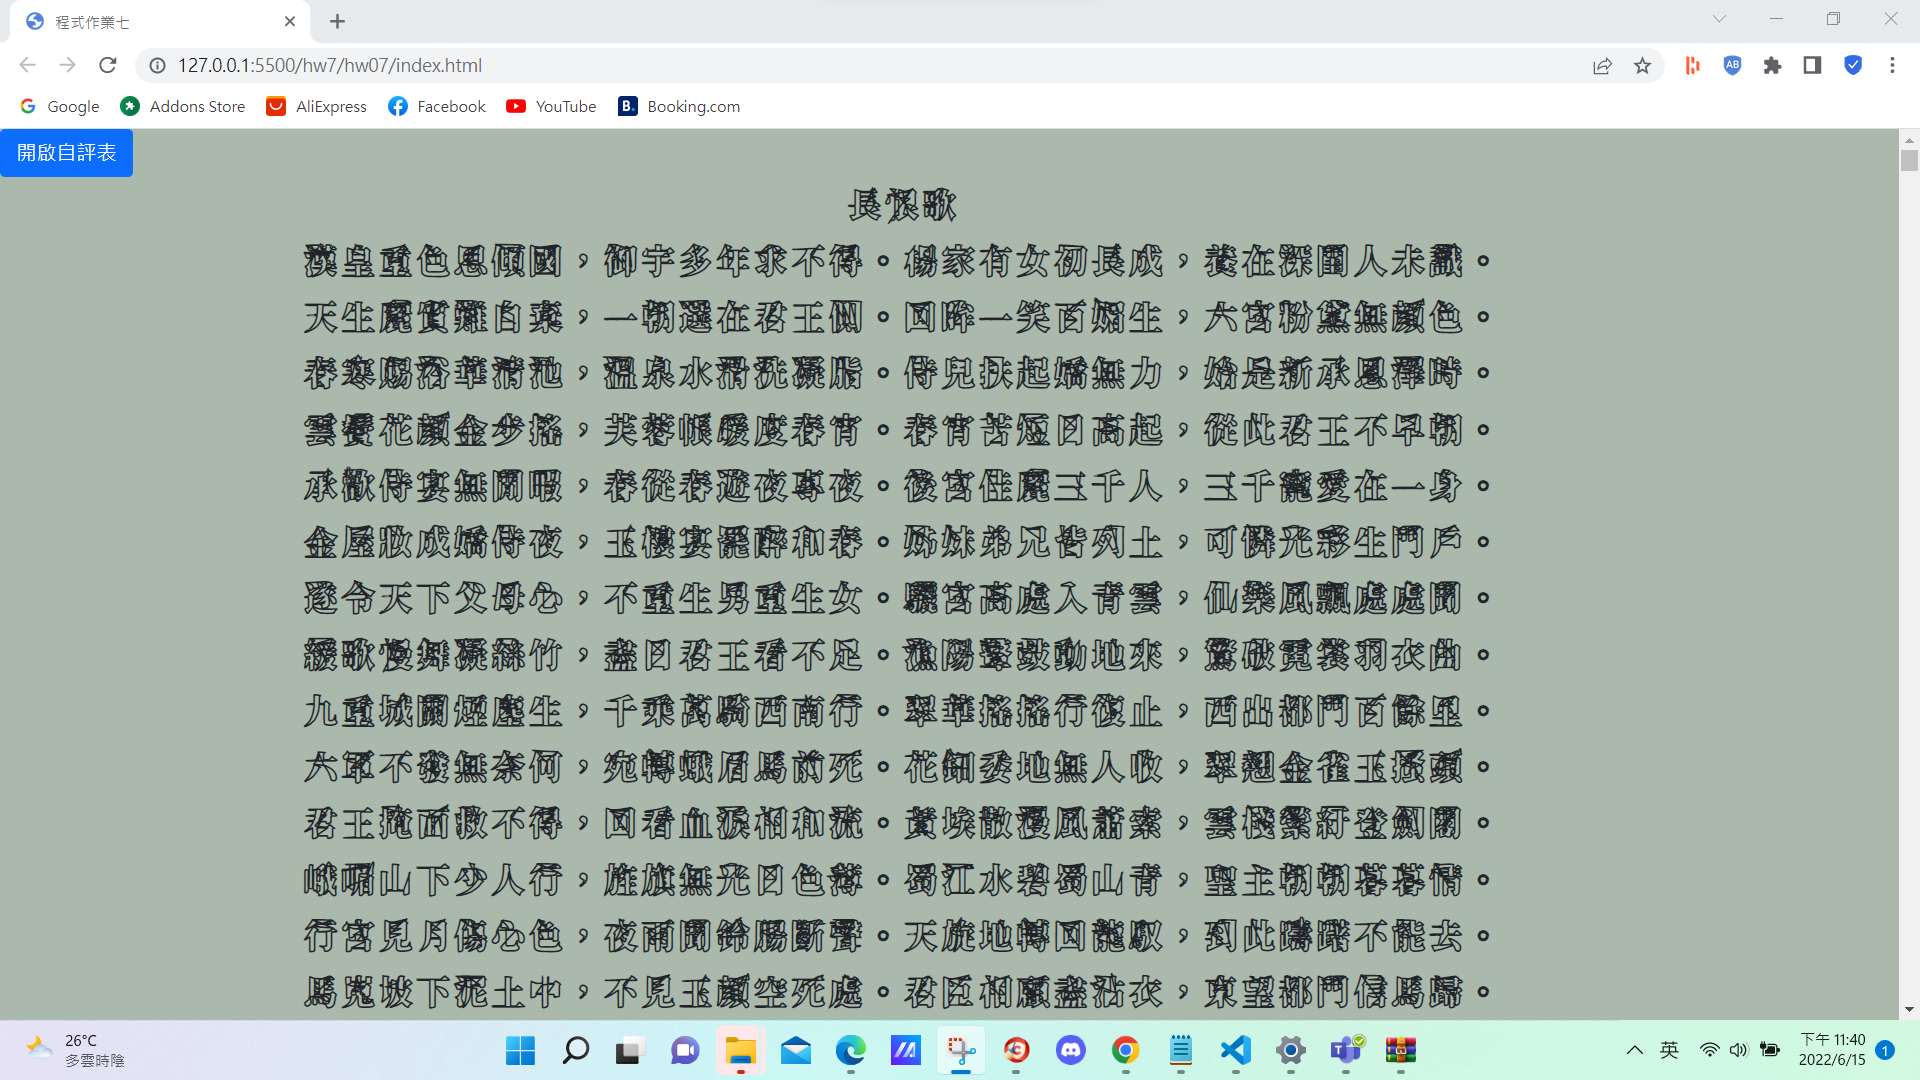 程式作業七
127.0.0.1:5500/hw7/hw07/index.html
Google Addons Store AliExpress Facebook YouTube Booking.com
開啟自評表
長恨歌
漢皇重色思傾國，御宇多年求不得。楊家有女初長成，養在深閨人未識。
天生麗質難自棄，一朝選在君王側。回眸一笑百媚生，六宮粉黛無顏色。
春寒賜浴華清池，溫泉水滑洗凝脂。侍兒扶起嬌無力，始是新承恩澤時
雲鬢花顏金步搖，芙蓉帳暖度春宵。春宵苦短日高起，從此君王不早朝。
承歡侍宴無閒暇，春從春遊夜專夜。後宮佳麗三千人，三千寵愛在一身
金屋妝成嬌侍夜，玉樓宴罷醉和春。姊妹弟兄皆列土，可憐光彩生門戶。
遂令天下父母心，不重生男重生女。驪宮高處入青雲，仙樂風飄處處聞。
緩歌慢舞凝絲竹，盡日君王看不足。漁陽鼙鼓動地來，驚破霓裳羽衣曲。
九重城闕煙塵生，千乘萬騎西南行。翠華搖搖行復止，西出都門百餘里。
六軍不發無奈何，宛轉蛾眉馬前死。花鈿委地無人收，翠翹金雀玉搔頭。
君王掩面救不得，回看血淚相和流。黃埃散漫風蕭索，雲棧縈紆登劍閣。
峨嵋山下少人行，旌旗無光日色薄。蜀江水碧蜀山青，聖主朝朝暮暮情。
行宮見月傷心色，夜雨聞鈴腸斷聲。天旋地轉回龍馭，到此躊躇不能去。
馬嵬坡下泥土中，不見玉顏空死處。君臣相顧盡沾衣，東望都門信馬歸。
26°C
多雲時陰
英
下午 11:40
2022/6/15
1